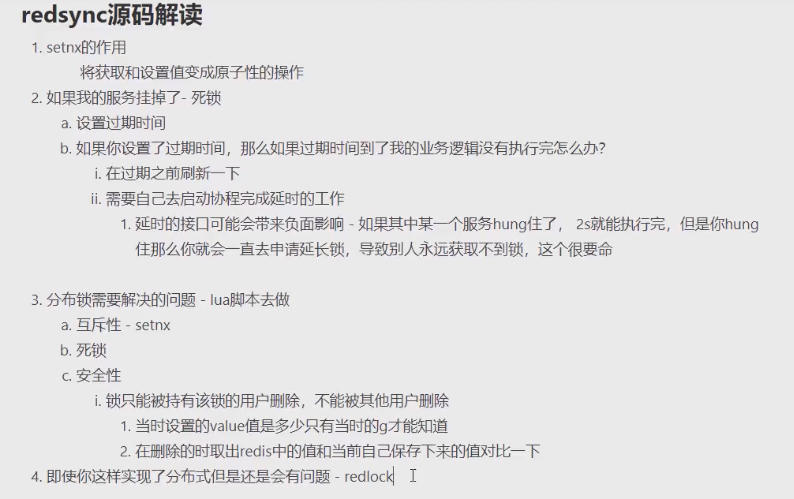 redsync源码解读
1. setnx的作用
将获取和设置值变成原子性的操作
2. 如果我的服务挂掉了- 死锁
a. 设置过期时间
b. 如果你设置了过期时间，那么如果过期时间到了我的业务逻辑没有执行完怎么办？
i. 在过期之前刷新一下
ii. 需要自己去启动协程完成延时的工作
1. 延时的接口可能会带来负面影响 - 如果其中某一个服务hung住了， 2s就能执行完，但是你hung
住那么你就会一直去申请延长锁，导致别人永远获取不到锁，这个很要命
3. 分布锁需要解决的问题 - lua脚本去做
a. 互斥性 - setnx
b. 死锁
c. 安全性
i. 锁只能被持有该锁的用户删除，不能被其他用户删除
1. 当时设置的value值是多少只有当时的g才能知道
2. 在删除的时取出redis中的值和当前自己保存下来的值对比一下
4. 即使你这样实现了分布式但是还是会有问题 - redlock